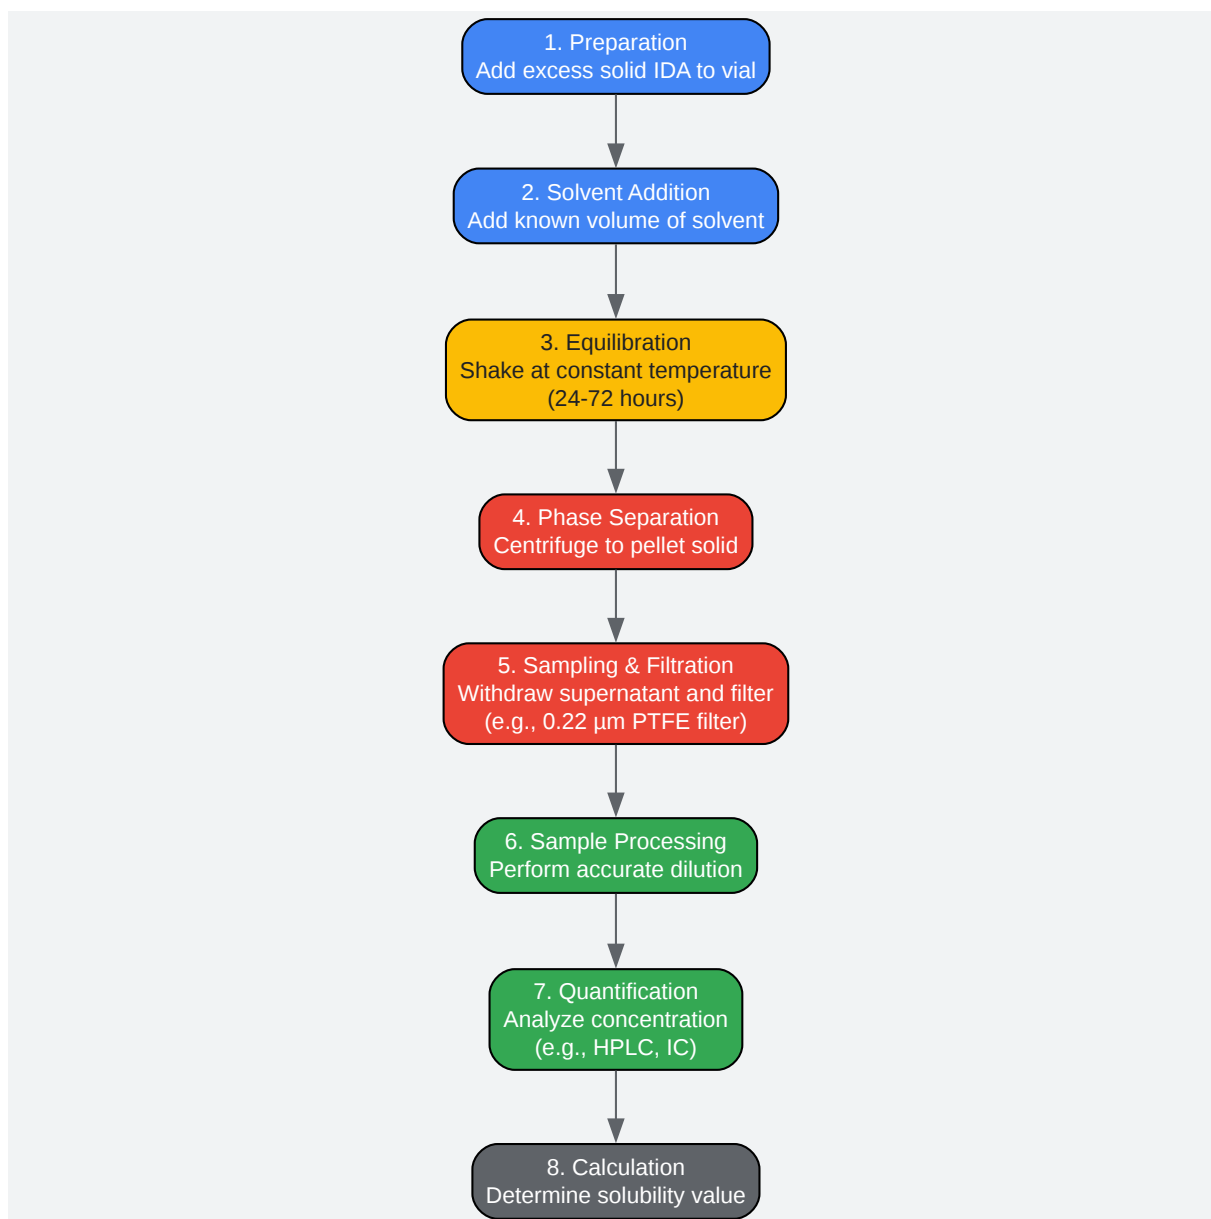 1. Preparation
Add excess solid IDA to vial
2. Solvent Addition
Add known volume of solvent
3. Equilibration
Shake at constant temperature
(24-72 hours)
4. Phase Separation
Centrifuge to pellet solid
5. Sampling & Filtration
Withdraw supernatant and filter
(e.g., 0.22 µm PTFE filter)
6. Sample Processing
Perform accurate dilution
7. Quantification
Analyze concentration
(e.g., HPLC, IC)
8. Calculation
Determine solubility value